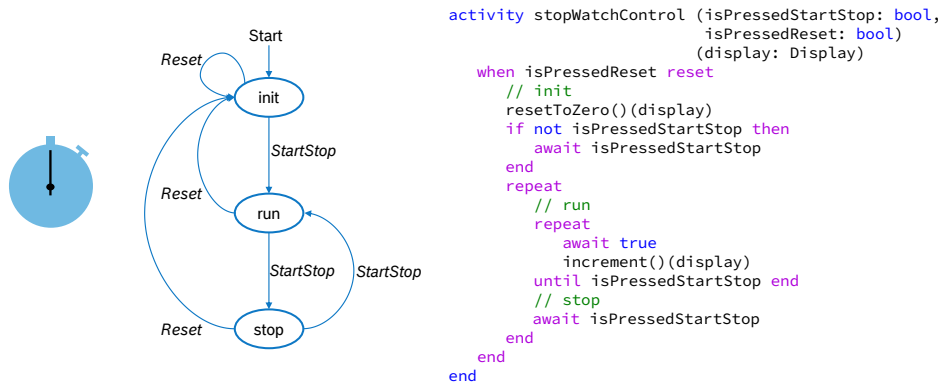 Start
Reset
init
StartStop
Reset
run
StartStop
StartStop
Reset
stop
activity stopWatchControl (isPressedStartStop: bool,
                           isPressedReset: bool)
                          (display: Display)
   when isPressedReset reset
      // init
      resetToZero()(display)
      if not isPressedStartStop then
         await isPressedStartStop
      end
      repeat
         // run
         repeat
            await true
            increment()(display)
         until isPressedStartStop end
         // stop
         await isPressedStartStop
      end
   end
end